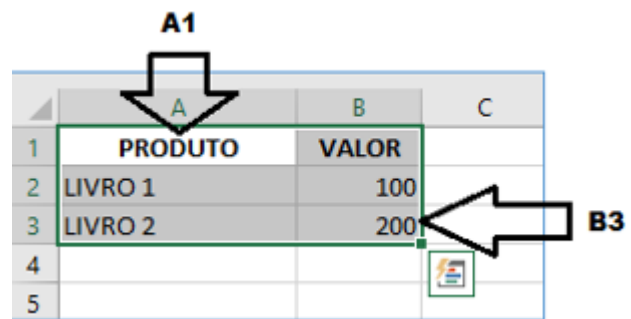 A1
A B C
1 PRODUTO VALOR
2 LIVRO 1 100
3 LIVRO 2 200
B3
4
5